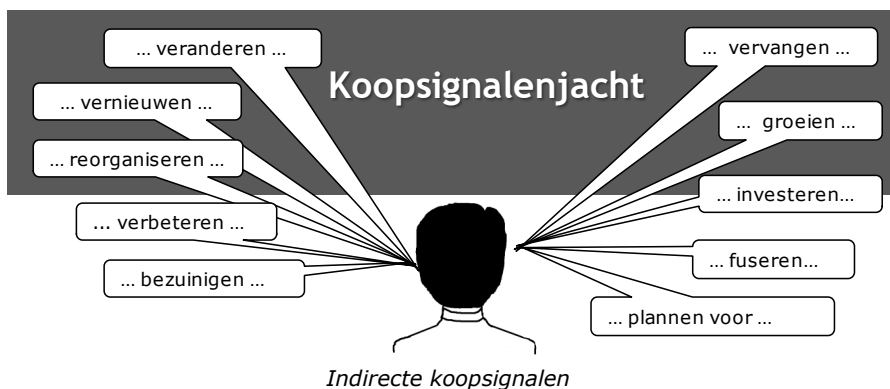 Koopsignalenjacht
... veranderen ...
... vernieuwen ...
... reorganiseren ...
... verbeteren ...
... bezuinigen ...
... vervangen ...
... groeien ...
... investeren...
... fuseren...
... plannen voor ...
Indirecte koopsignalen